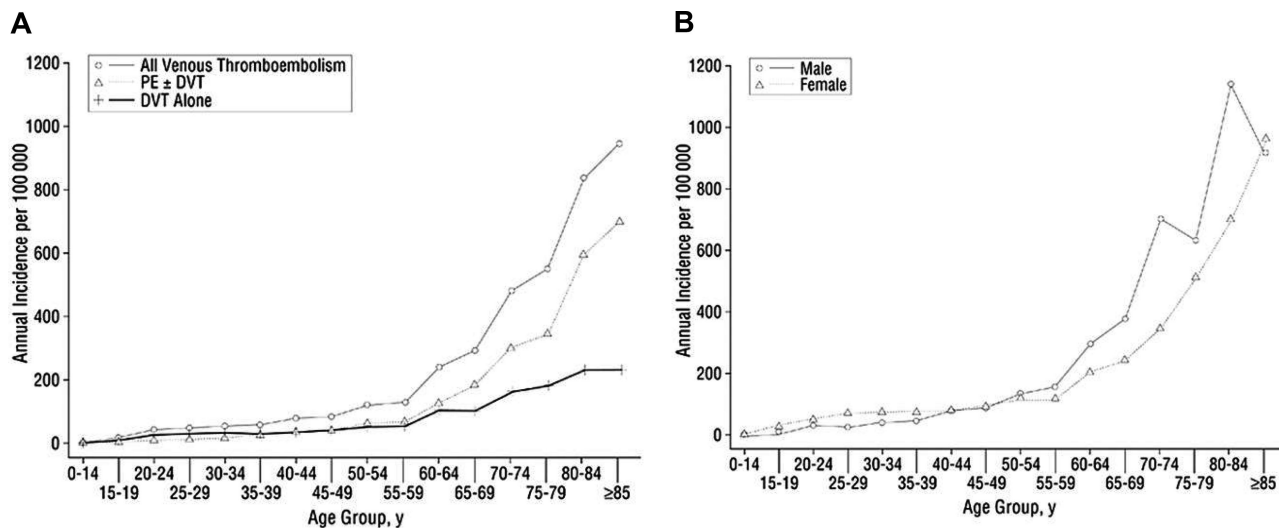 A
All Venous Thromboembolism
PE ± DVT
DVT Alone
Annual Incidence per 100 000
1200
1000
800
600
400
200
0
0-14 20-24 30-34 40-44 50-54 60-64 70-74 80-84
15-19 25-29 35-39 45-49 55-59 65-69 75-79 ≥85
Age Group, y
B
Male
Female
Annual Incidence per 100 000
1200
1000
800
600
400
200
0
0-14 20-24 30-34 40-44 50-54 60-64 70-74 80-84
15-19 25-29 35-39 45-49 55-59 65-69 75-79 ≥85
Age Group, y